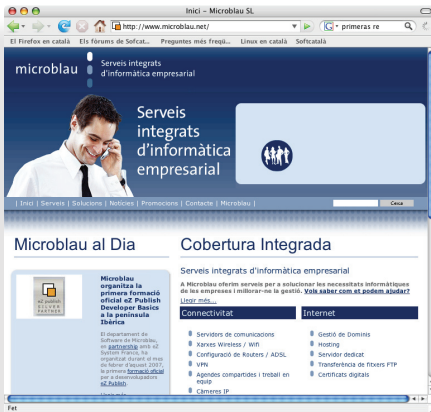 Inici – Microblau SL
http://www.microblau.net/
primeras re
El Firefox en català Els fòrums de Sofcat... Preguntes més freqü... Linux en català Softcatalà
microblau
Serveis integrats
d'informàtica empresarial
Serveis
integrats
d'informàtica
empresarial
| Inici | Serveis | Solucions | Notícies | Promocions | Contacte | Microblau |
Cerca
Microblau al Dia
eZ publish
SILVER
PARTNER
Microblau
organitza la
primera formació
oficial eZ Publish
Developer Basics
a la península
Ibèrica
El departament de
Software de Microblau,
en partnership amb eZ
System France, ha
organitzat durant el mes
de febrer d'aquest 2007,
la primera formació oficial
per a desenvolupadors
eZ Publish.
Cobertura Integrada
Serveis integrats d'informàtica empresarial
A Microblau oferim serveis per a solucionar les necessitats informàtiques
de les empreses i millorar-ne la gestió. Vols saber com et podem ajudar?
Llegir més...
Connectivitat
Servidors de comunicacions
Xarxes Wireless / Wifi
Configuració de Routers / ADSL
VPN
Agendes compartides i treball en
equip
Càmeres IP
Internet
Gestió de Dominis
Hosting
Servidor dedicat
Transferència de fitxers FTP
Certificats digitals
Fet